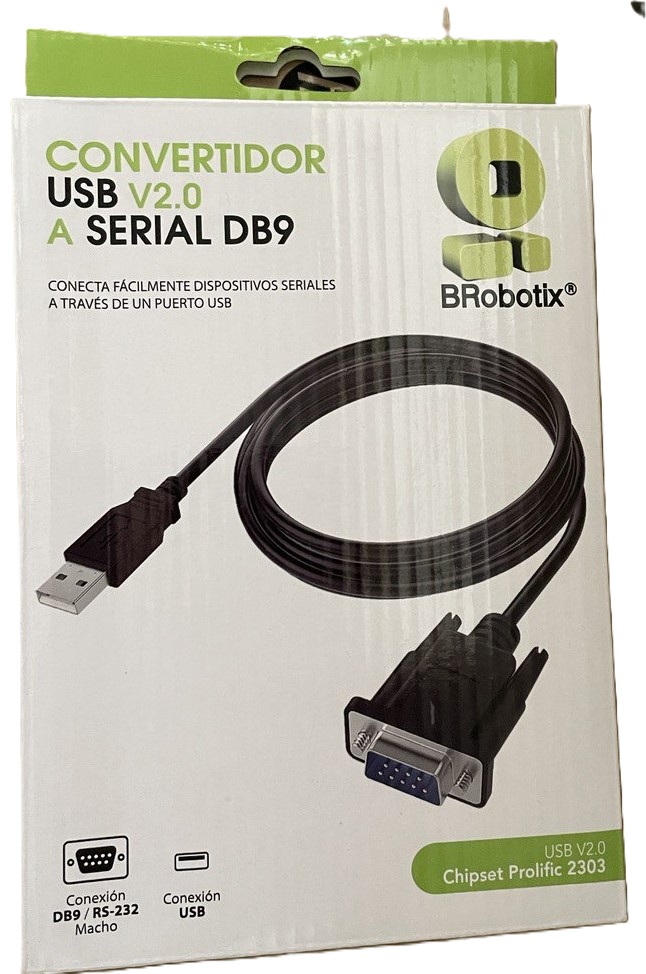 CONVERTIDOR
USB V2.0
A SERIAL DB9
CONECTA FÁCILMENTE DISPOSITIVOS SERIALES
A TRAVÉS DE UN PUERTO USB
BRobotix®
USB V2.0
Chipset Prolific 2303
Conexión
DB9 / RS-232
Macho
Conexión
USB